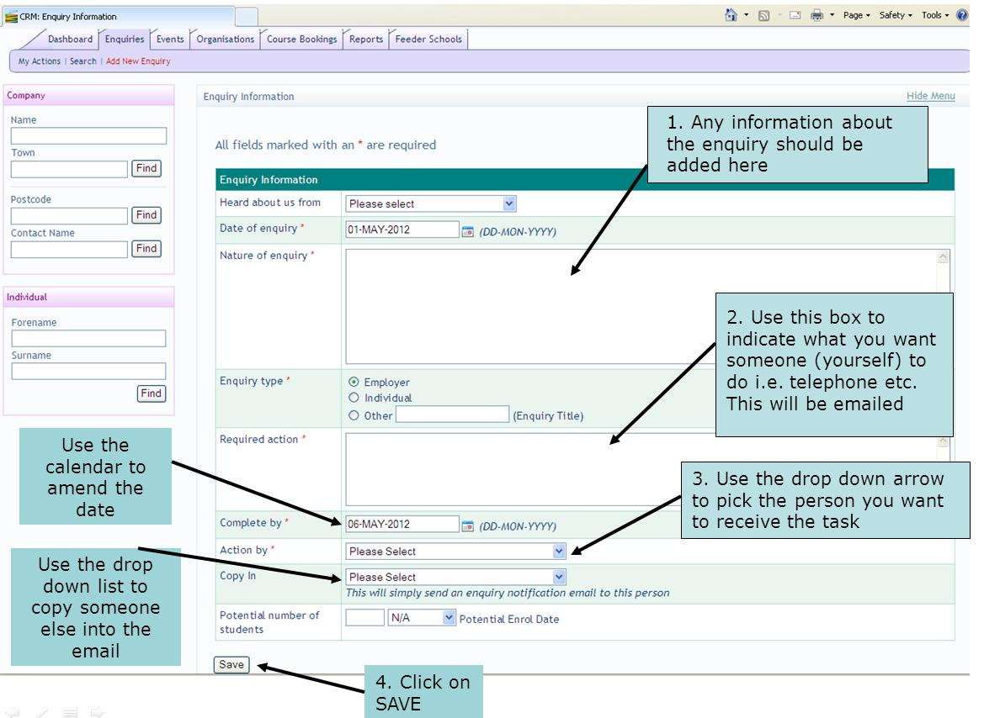 CRM: Enquiry Information
Page
Safety
Tools
Dashboard
Enquiries
Events
Organisations
Course Bookings
Reports
Feeder Schools
My Actions | Search | Add New Enquiry
Company
Name
Town
Find
Postcode
Find
Contact Name
Find
Individual
Forename
Surname
Find
Enquiry Information
Hide Menu
All fields marked with an * are required
Enquiry Information
Heard about us from
Please select
Date of enquiry *
01-MAY-2012
(DD-MON-YYYY)
Nature of enquiry *
Enquiry type *
Employer
Individual
Other
(Enquiry Title)
Required action *
Complete by *
06-MAY-2012
(DD-MON-YYYY)
Action by *
Please Select
Copy In
Please Select
This will simply send an enquiry notification email to this person
Potential number of
students
N/A
Potential Enrol Date
Save
1. Any information about
the enquiry should be
added here
2. Use this box to
indicate what you want
someone (yourself) to
do i.e. telephone etc.
This will be emailed
3. Use the drop down arrow
to pick the person you want
to receive the task
Use the
calendar to
amend the
date
Use the drop
down list to
copy someone
else into the
email
4. Click on
SAVE